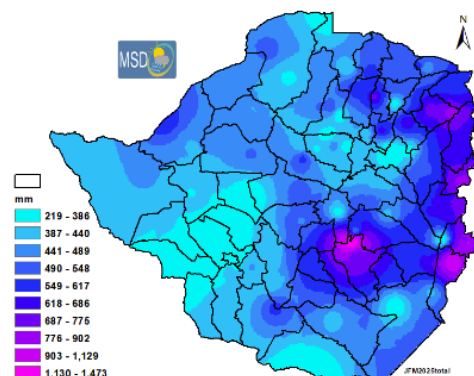 N
MSD
mm
219 - 386
387 - 440
441 - 489
490 - 548
549 - 617
618 - 686
687 - 775
776 - 902
903 - 1,129
1,130 - 1,473
JFM2025total